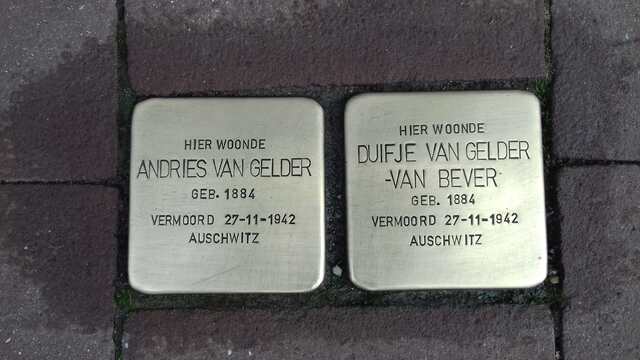 HIER WOONDE
ANDRIES VAN GELDER
GEB. 1884
VERMOORD 27-11-1942
AUSCHWITZ
HIER WOONDE
DUIFJE VAN GELDER
-VAN BEVER
GEB. 1884
VERMOORD 27-11-1942
AUSCHWITZ